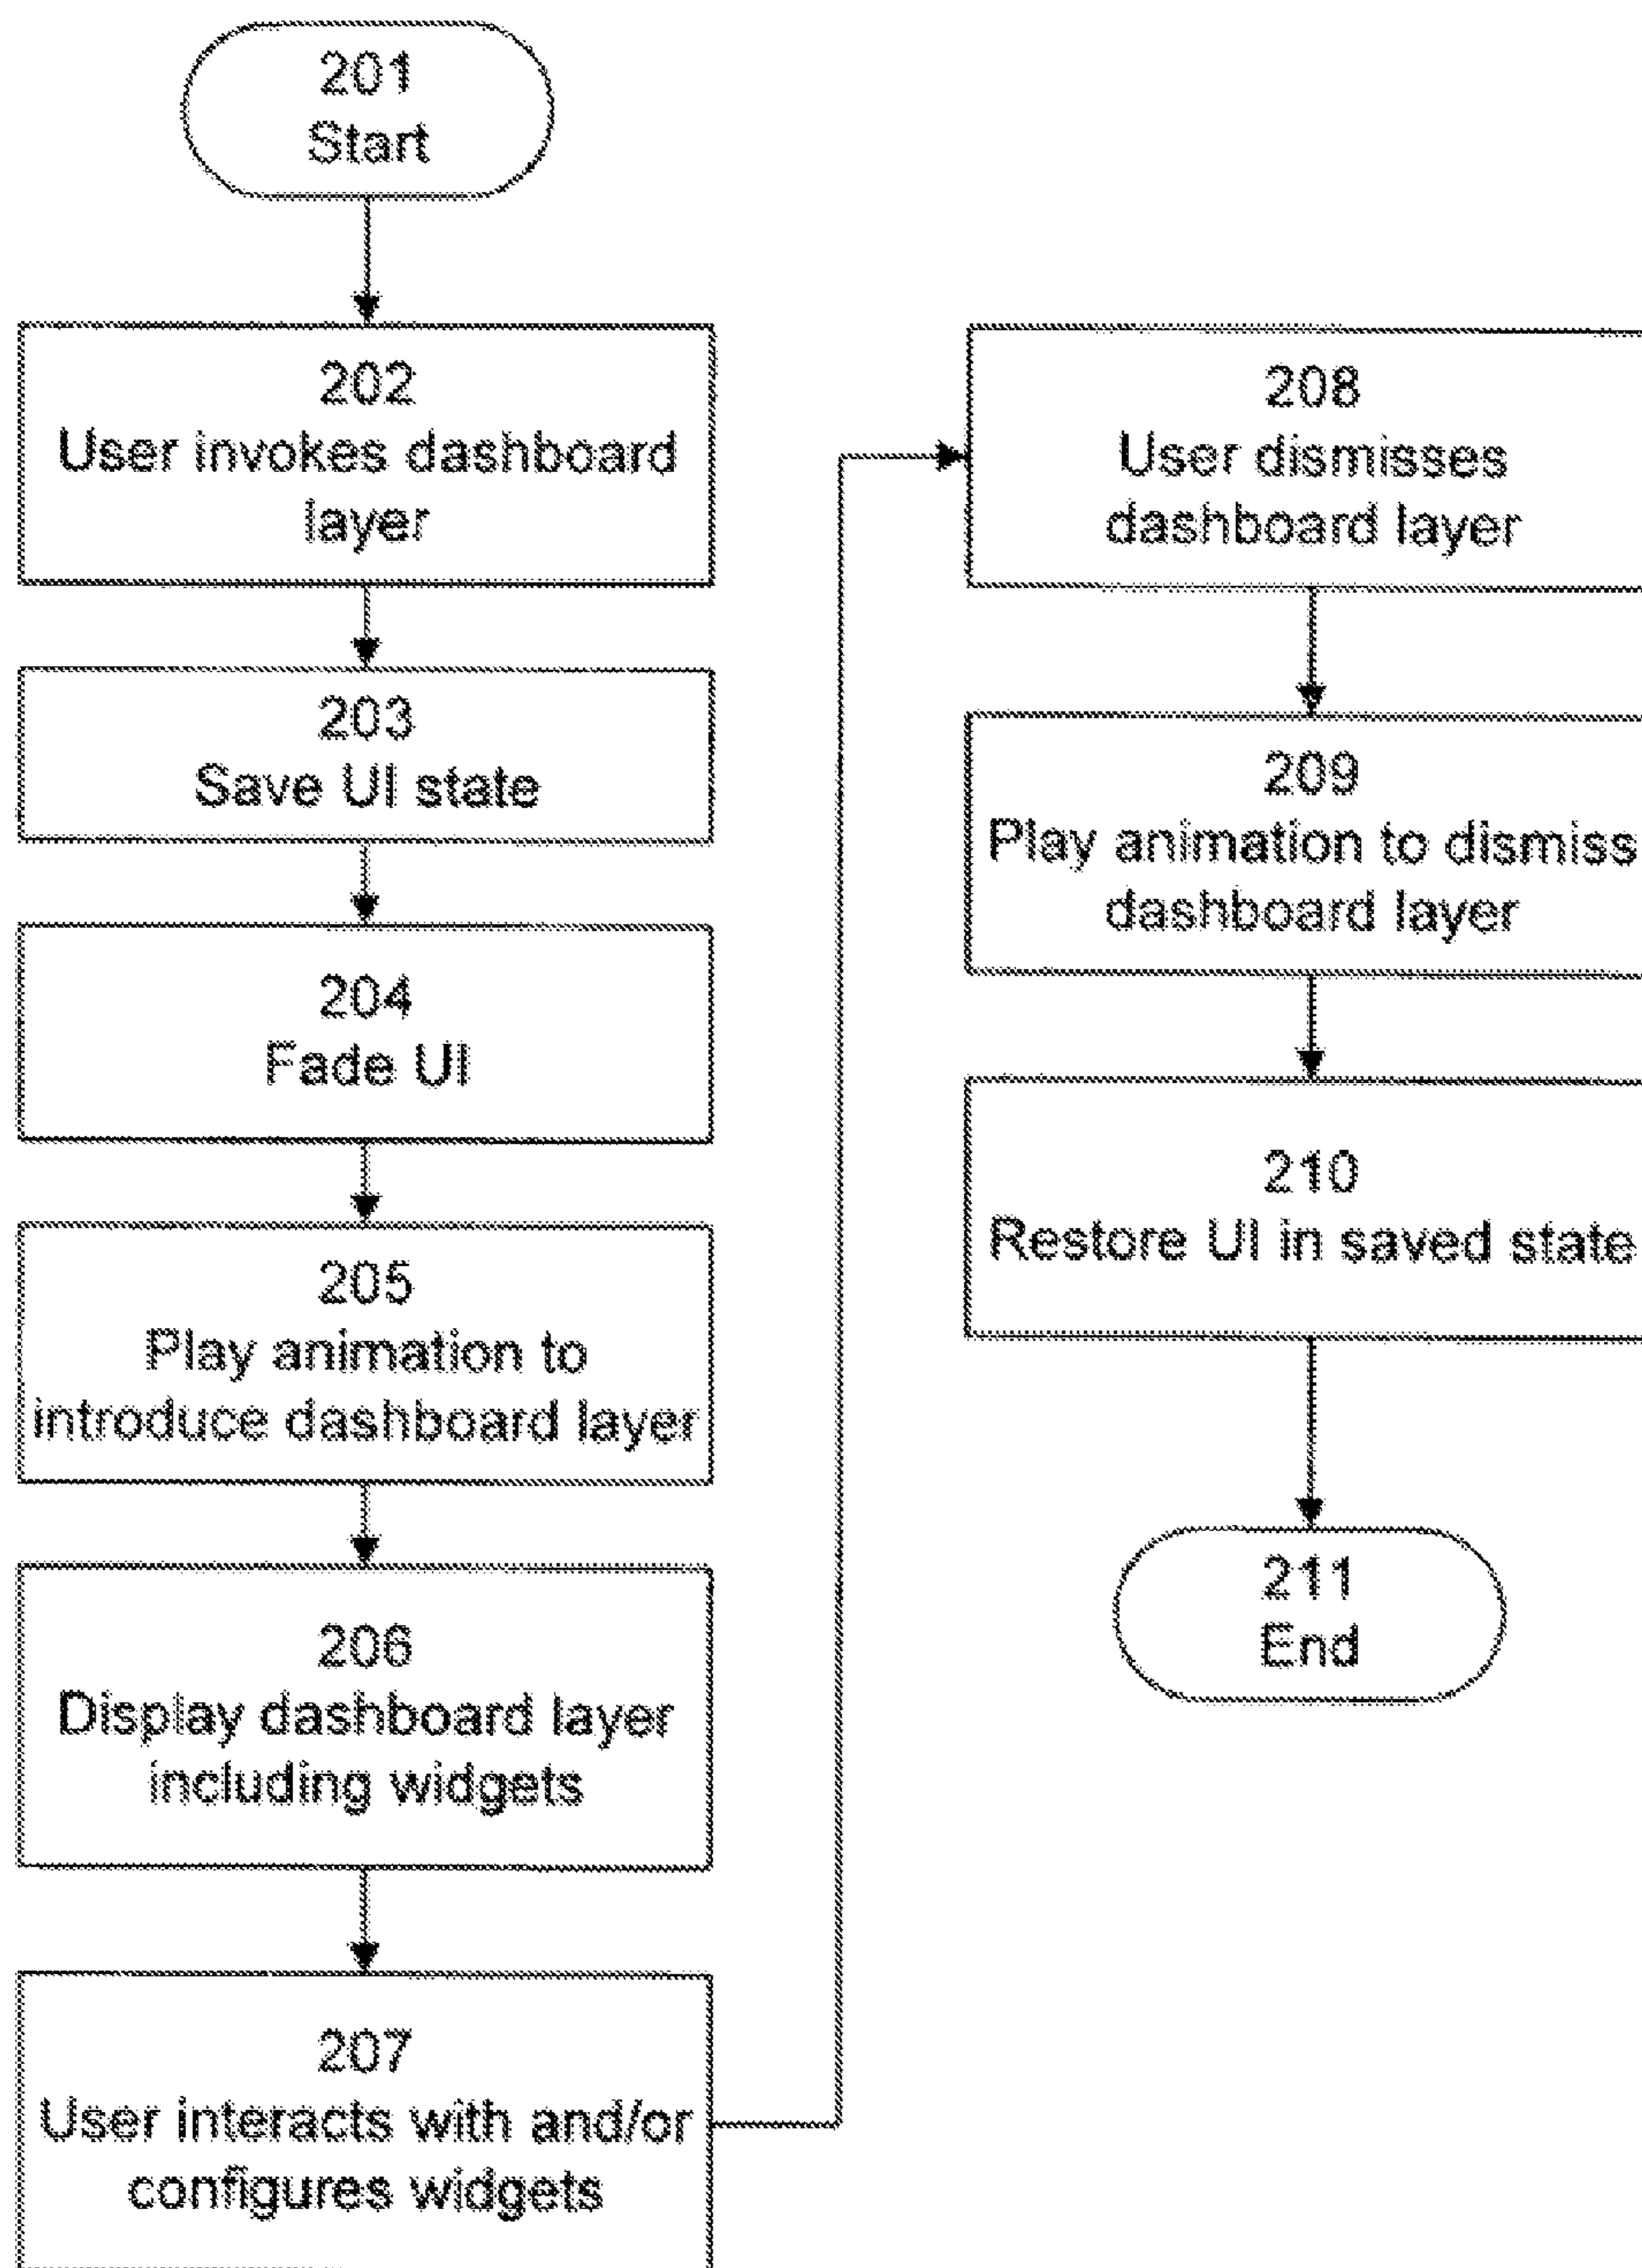 201
Start
202
User invokes dashboard
layer
203
Save UI state
204
Fade UI
205
Play animation to
introduce dashboard layer
206
Display dashboard layer
including widgets
207
User interacts with and/or
configures widgets
208
User dismisses
dashboard layer
209
Play animation to dismiss
dashboard layer
210
Restore UI in saved state
211
End